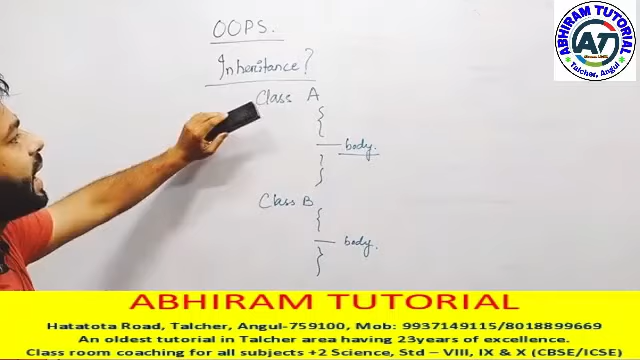 OOPS.
Inheritance?
Class A
{
body.
}
Class B
{
body.
}
ABHIRAM TUTORIAL
AT
Talcher, Angul
ABHIRAM TUTORIAL
Hatatota Road, Talcher, Angul-759100, Mob: 9937149115/8018899669
An oldest tutorial in Talcher area having 23years of excellence.
Class room coaching for all subjects +2 Science, Std – VIII, IX & X (CBSE/ICSE)